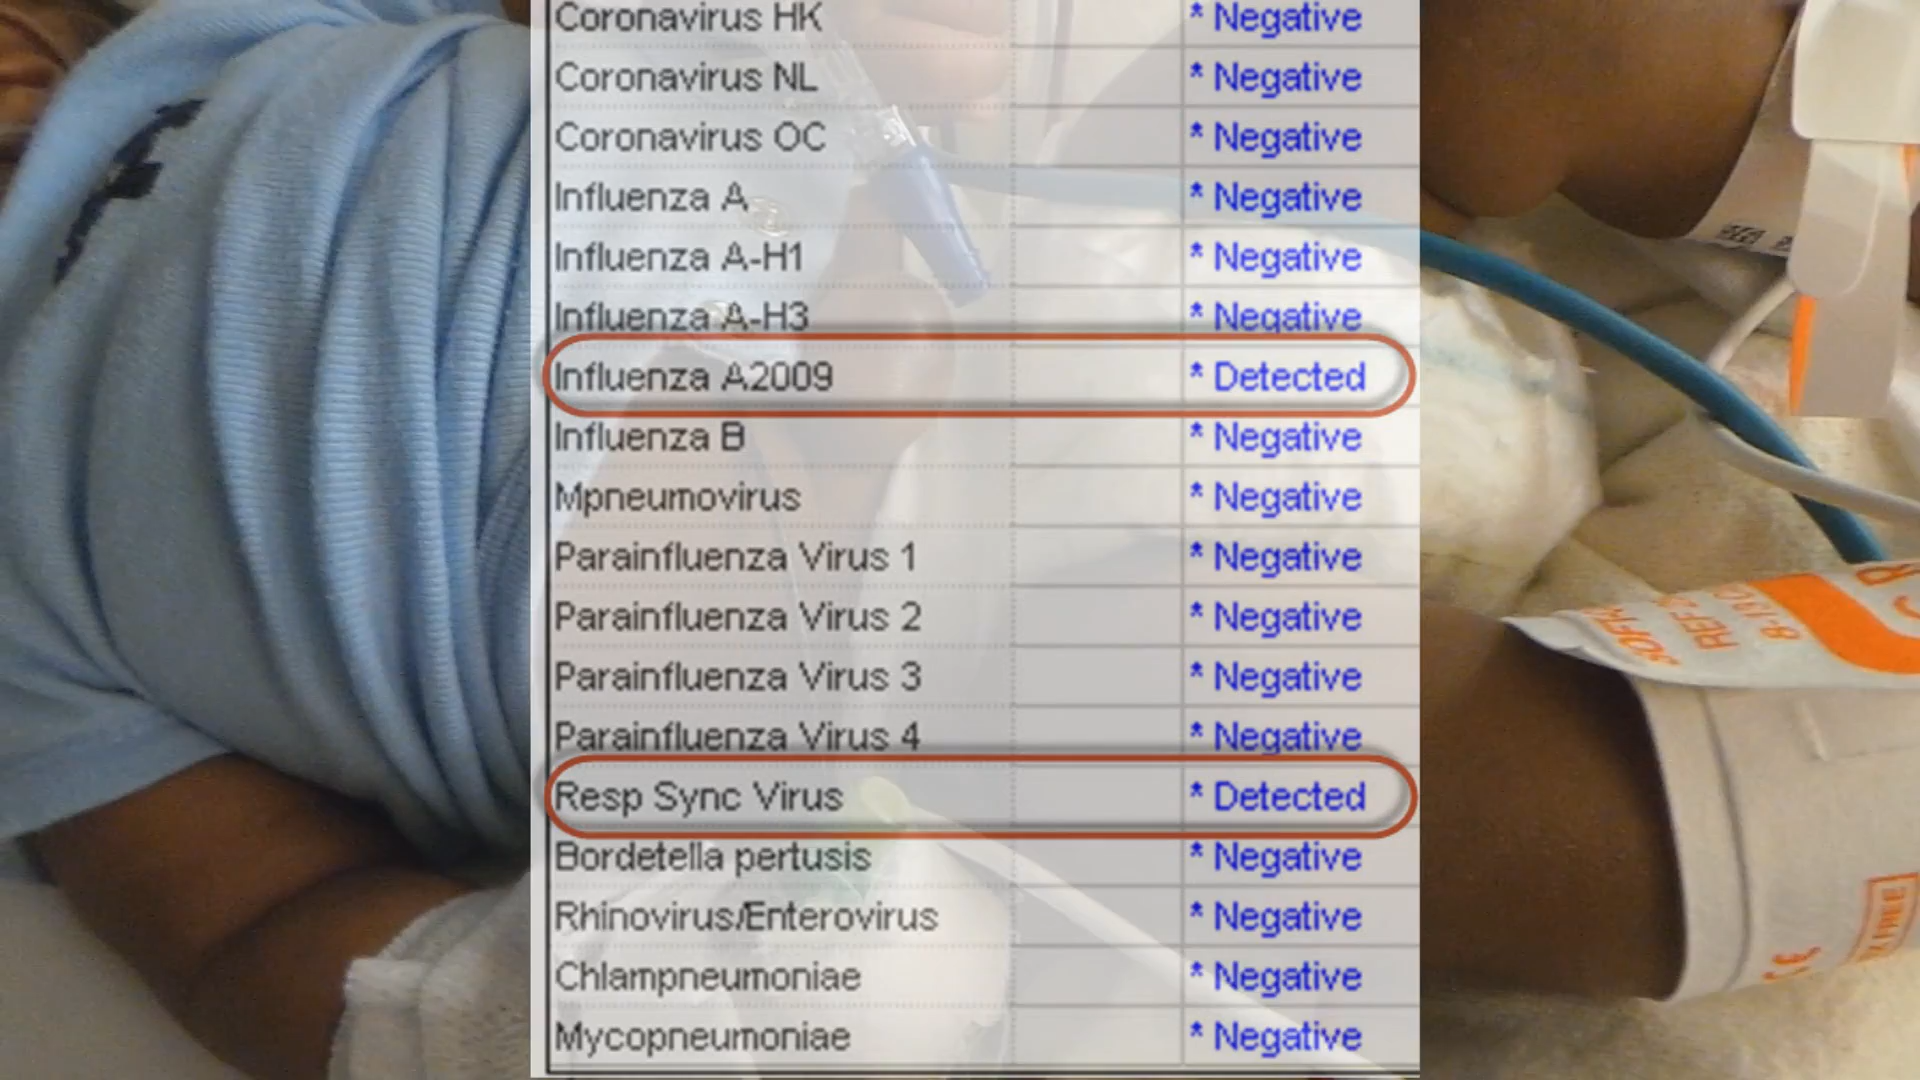 Coronavirus HK * Negative
Coronavirus NL * Negative
Coronavirus OC * Negative
Influenza A * Negative
Influenza A-H1 * Negative
Influenza A-H3 * Negative
Influenza A2009 * Detected
Influenza B * Negative
Mpneumovirus * Negative
Parainfluenza Virus 1 * Negative
Parainfluenza Virus 2 * Negative
Parainfluenza Virus 3 * Negative
Parainfluenza Virus 4 * Negative
Resp Sync Virus * Detected
Bordetella pertusis * Negative
Rhinovirus/Enterovirus * Negative
Chlampneumoniae * Negative
Mycopneumoniae * Negative